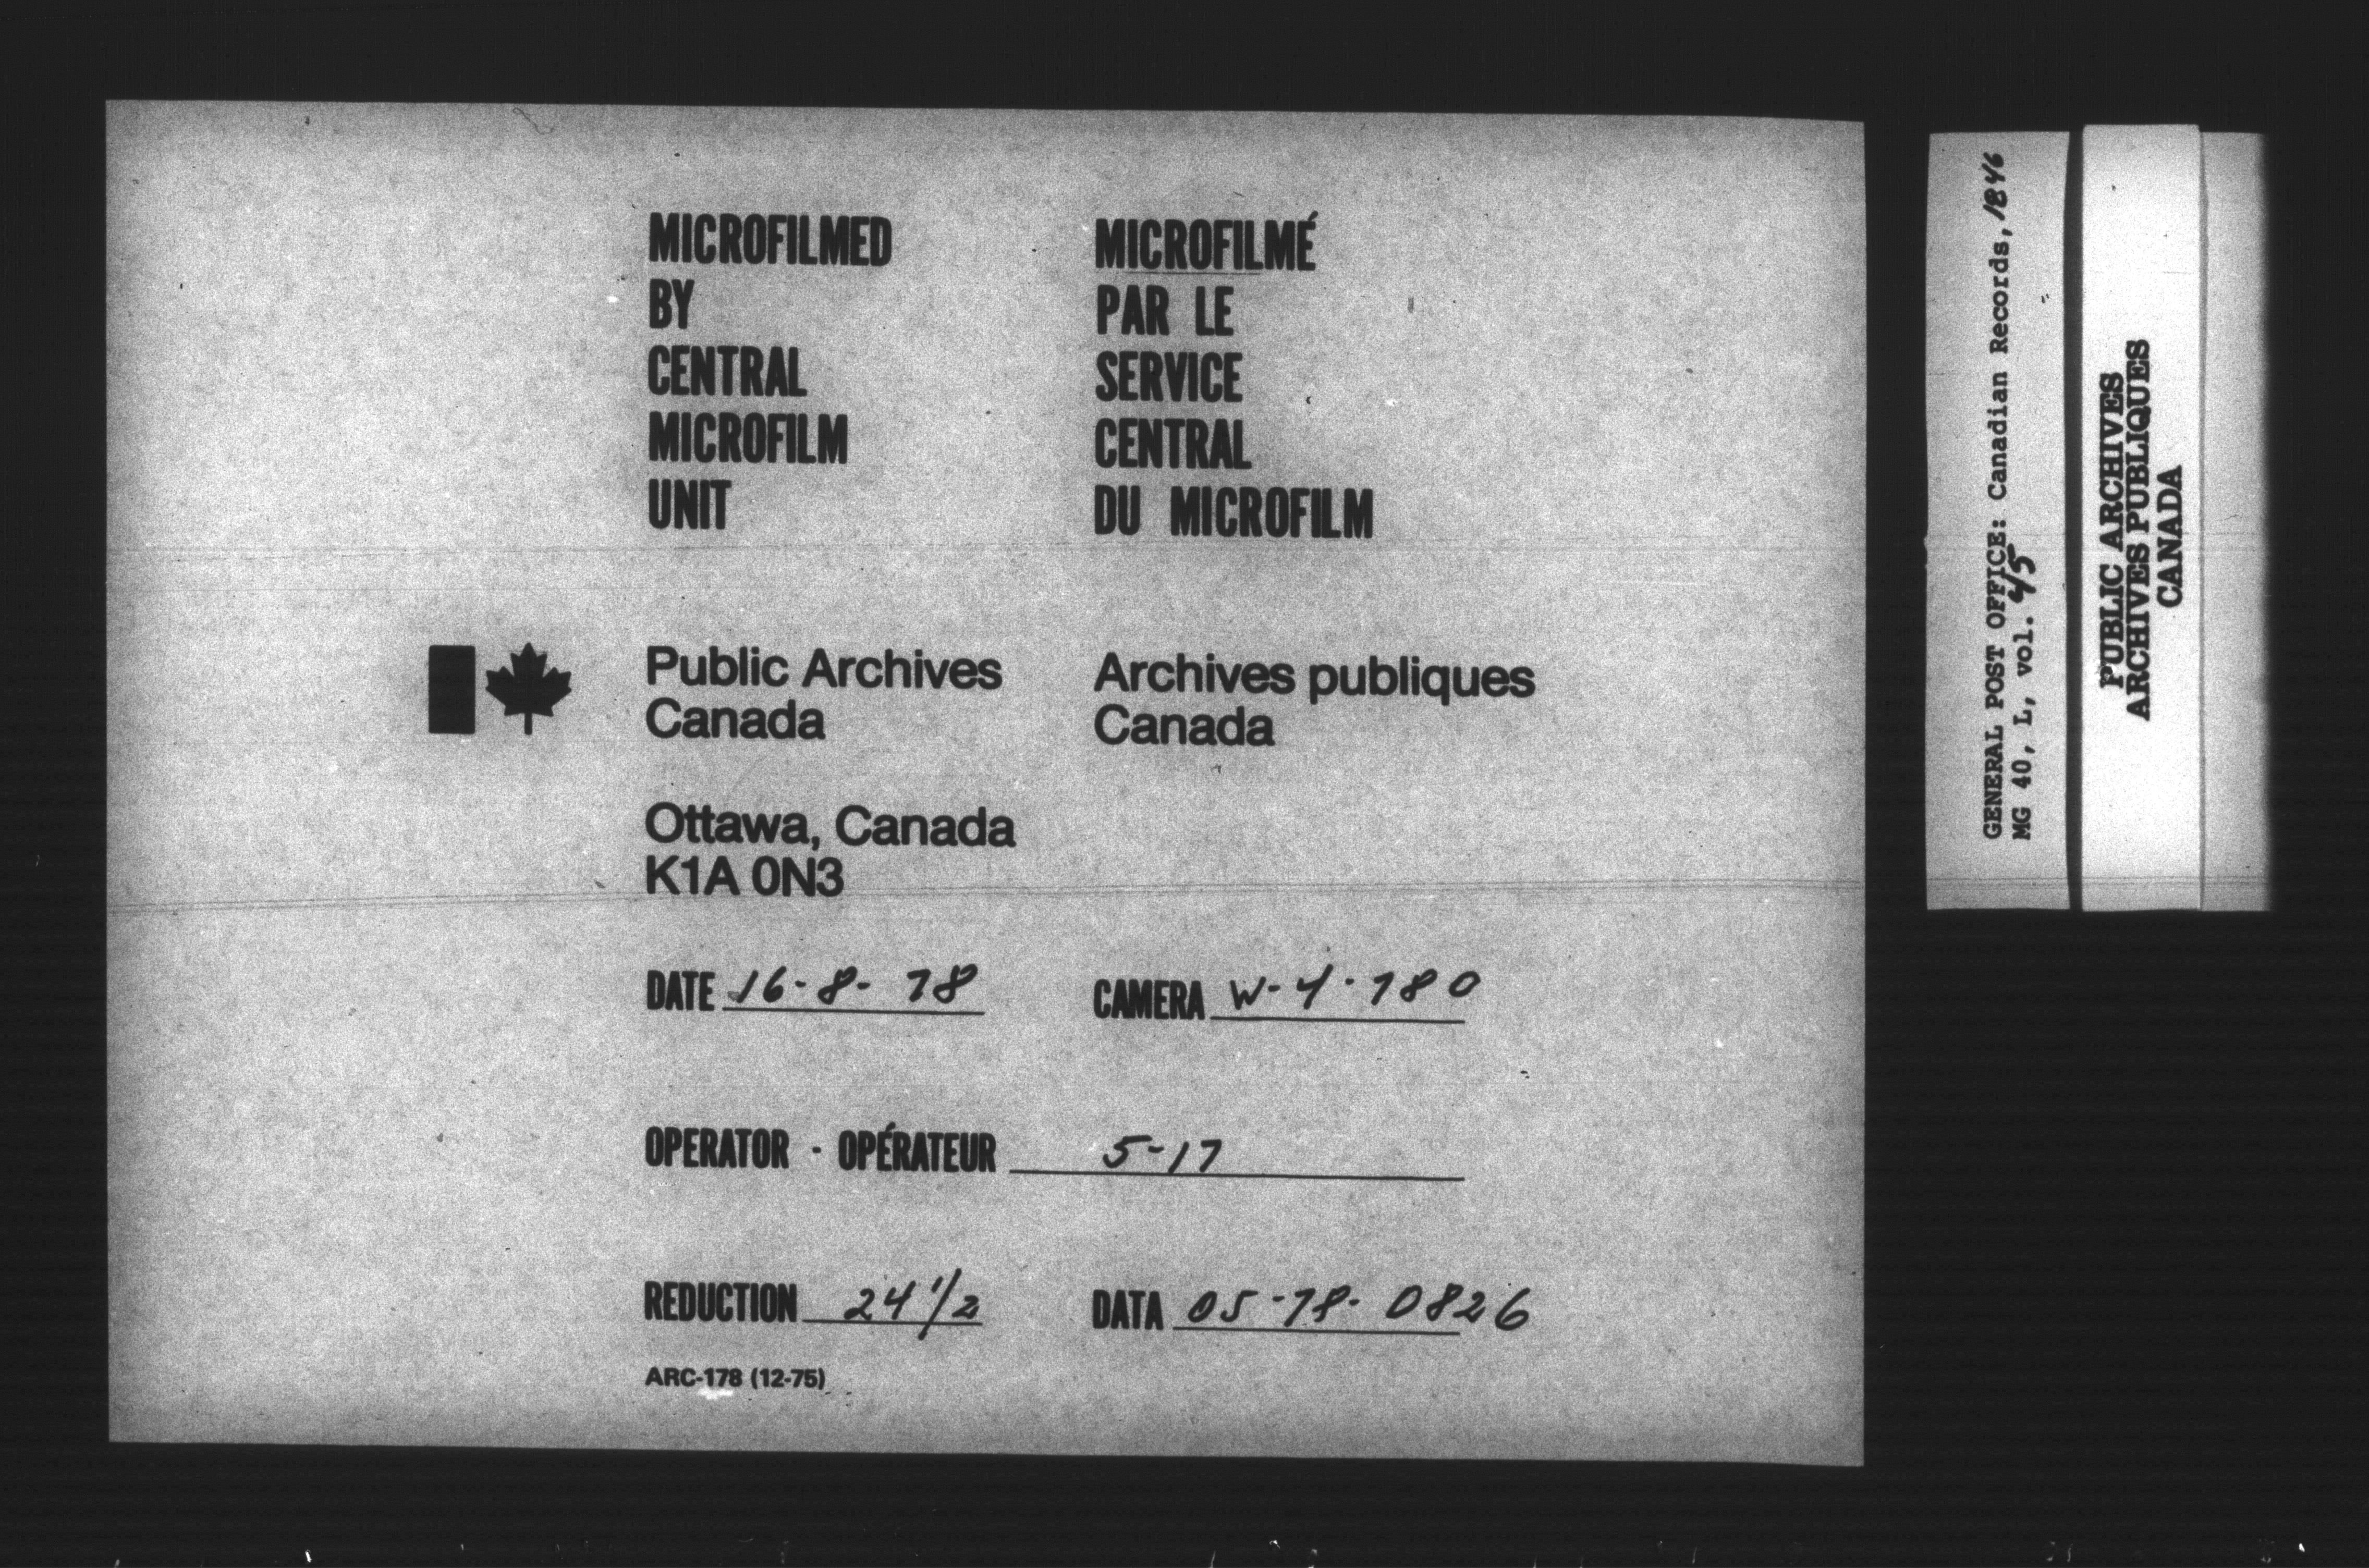 MICROFILMED
BY
CENTRAL
MICROFILM
UNIT
MICROFILMÉ
PAR LE
SERVICE
CENTRAL
DU MICROFILM
Public Archives
Canada
Archives publiques
Canada
Ottawa, Canada
K1A 0N3
DATE 16-8-78
CAMERA W-4-780
OPERATOR · OPÉRATEUR 5-17
REDUCTION 24 1/2
DATA 05-78-0826
ARC-178 (12-75)
GENERAL POST OFFICE: Canadian Records, 1846
MG 40, L, vol. 45
PUBLIC ARCHIVES
ARCHIVES PUBLIQUES
CANADA